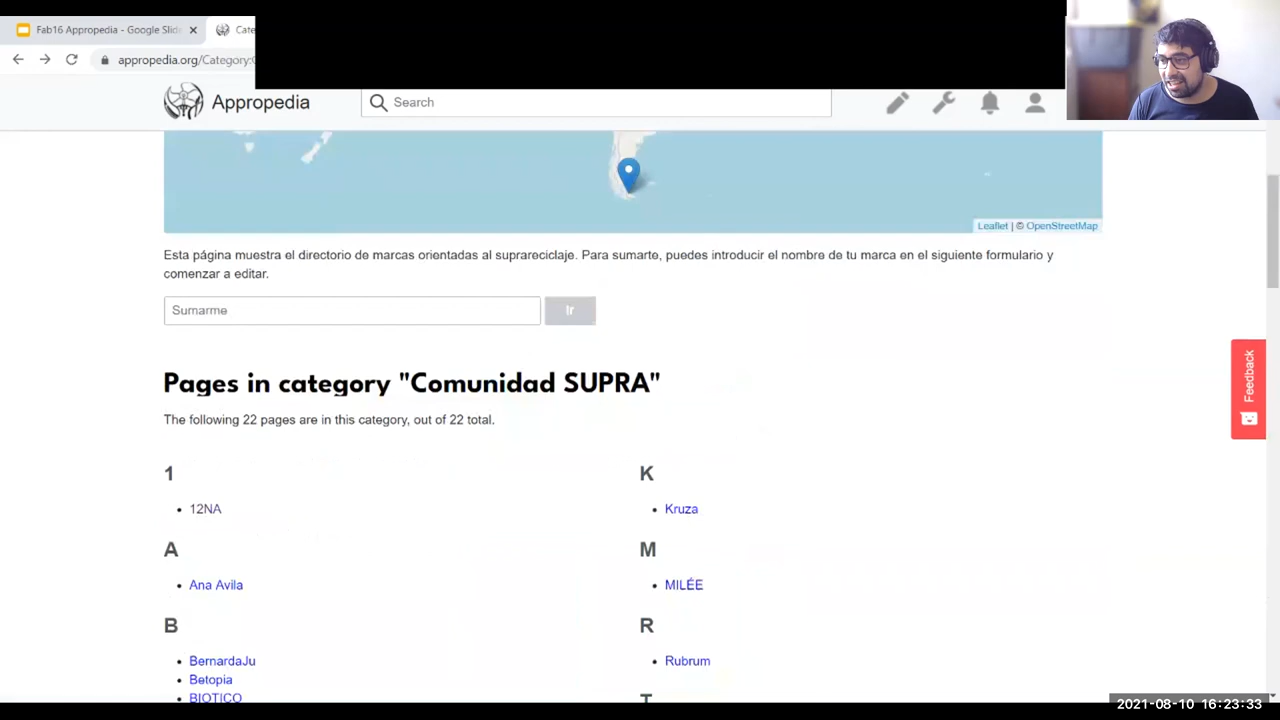 Fab16 Appropedia - Google Slid
Cate
appropedia.org/Category:
Appropedia
Search
Leaflet | © OpenStreetMap
Esta página muestra el directorio de marcas orientadas al suprareciclaje. Para sumarte, puedes introducir el nombre de tu marca en el siguiente formulario y
comenzar a editar.
Sumarme
Ir
Pages in category "Comunidad SUPRA"
The following 22 pages are in this category, out of 22 total.
1
12NA
A
Ana Avila
B
BernardaJu
Betopia
BIOTICO
K
Kruza
M
MILÉE
R
Rubrum
T
Feedback
2021-08-10 16:23:33